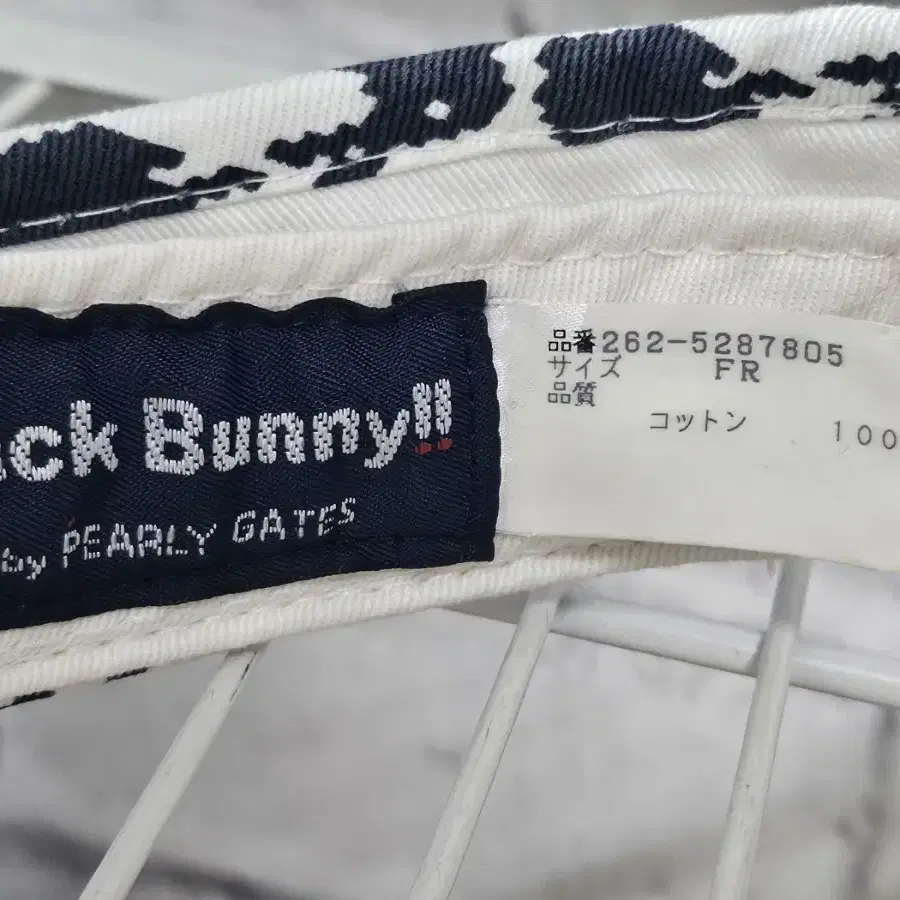 ck Bunny!!
by PEARLY GATES
品番262-5287805
サイズ FR
品質
コットン 100